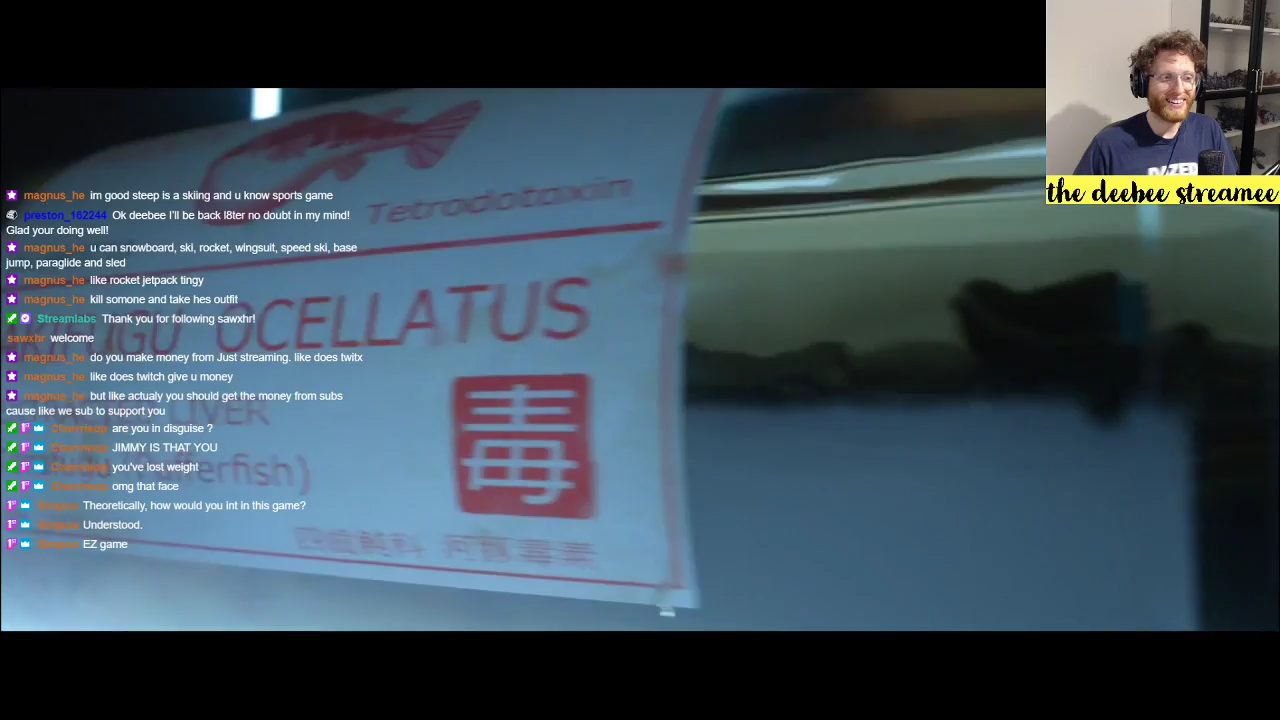 the deebee streamee
Tetrodotoxin
OCELLATUS
LIVER
毒
magnus_he im good steep is a skiing and u know sports game
preston_162244 Ok deebee I'll be back l8ter no doubt in my mind!
Glad your doing well!
magnus_he u can snowboard, ski, rocket, wingsuit, speed ski, base
jump, paraglide and sled
magnus_he like rocket jetpack tingy
magnus_he kill somone and take hes outfit
Streamlabs Thank you for following sawxhr!
sawxhr welcome
magnus_he do you make money from Just streaming. like does twitx
magnus_he like does twitch give u money
magnus_he but like actualy you should get the money from subs
cause like we sub to support you
are you in disguise ?
JIMMY IS THAT YOU
you've lost weight
omg that face
Theoretically, how would you int in this game?
Understood.
EZ game